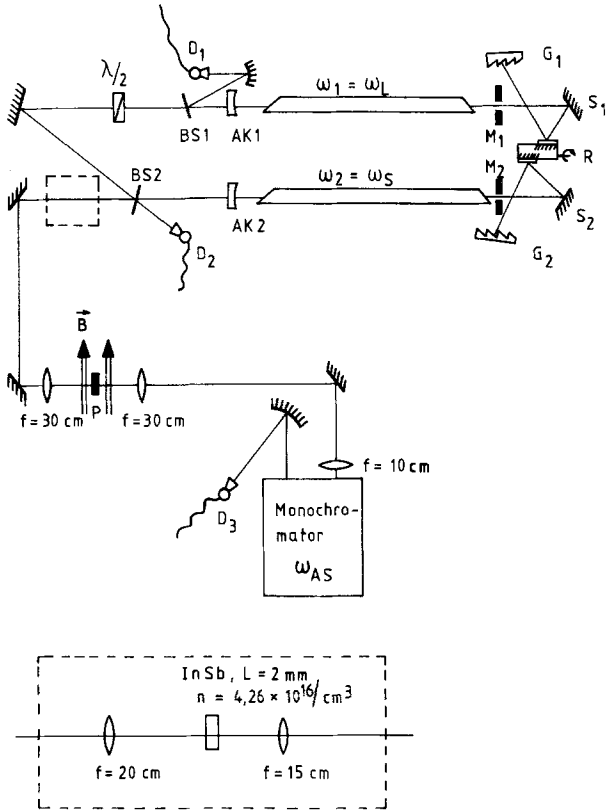 D1
G1
λ/2
ω1 = ωL
S1
BS1
AK1
M1
R
M2
BS2
ω2 = ωS
AK2
S2
D2
G2
B
P
f = 30 cm
f = 30 cm
f = 10 cm
D3
Monochro-
mator
ωAS
InSb, L = 2 mm
n = 4,26 × 10^16/cm^3
f = 20 cm
f = 15 cm